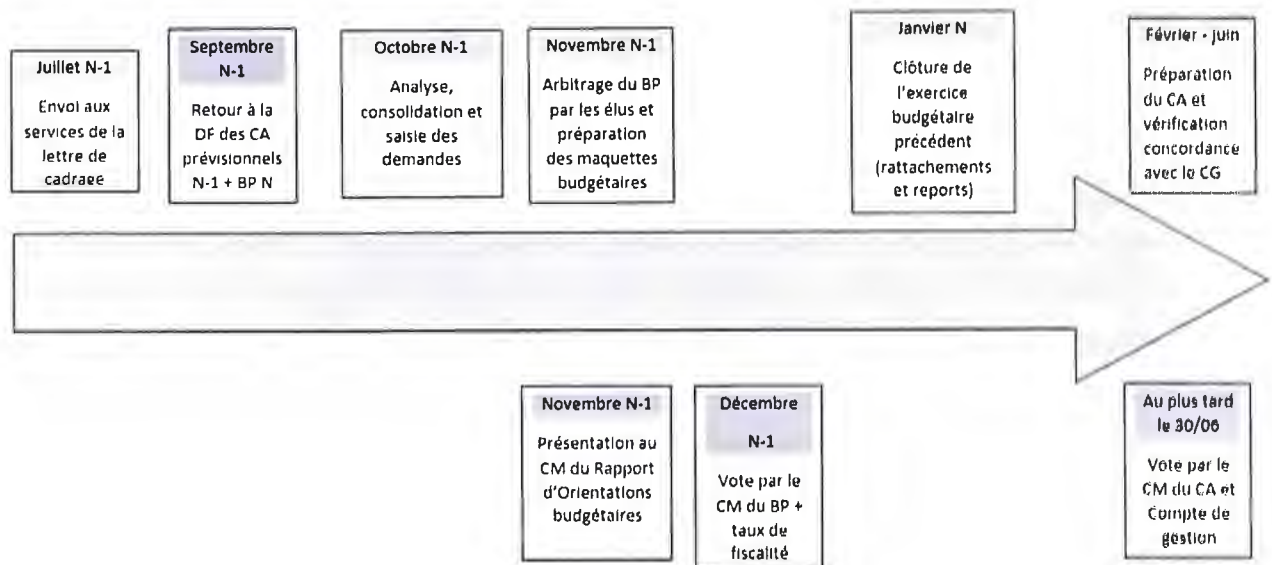 Juillet N-1
Envoi aux
services de la
lettre de
cadrage
Septembre
N-1
Retour à la
DF des CA
prévisionnels
N-1 + BP N
Octobre N-1
Analyse,
consolidation et
saisie des
demandes
Novembre N-1
Arbitrage du BP
par les élus et
préparation
des maquettes
budgétaires
Janvier N
Clôture de
l'exercice
budgétaire
précédent
(rattachements
et reports)
Février - juin
Préparation
du CA et
vérification
concordance
avec le CG
Novembre N-1
Présentation au
CM du Rapport
d'Orientations
budgétaires
Décembre
N-1
Vote par le
CM du BP +
taux de
fiscalité
Au plus tard
le 30/06
Vote par le
CM du CA et
Compte de
gestion